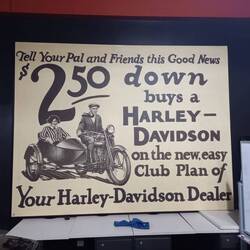 Tell Your Pal and Friends this Good News
$2.50 down
buys a
HARLEY-
DAVIDSON
on the new, easy
Club Plan of
Your Harley-Davidson Dealer